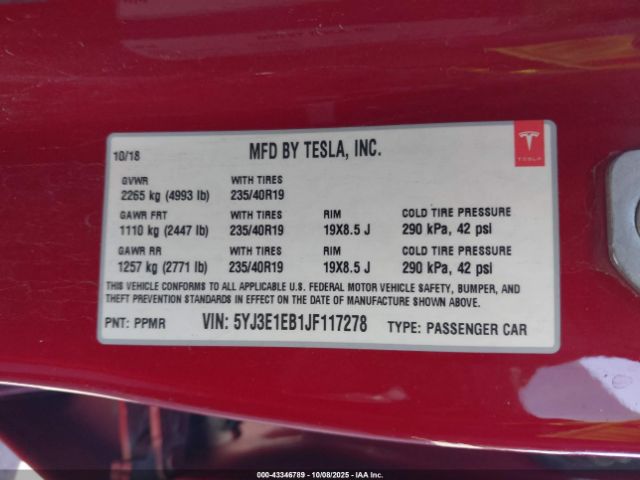 10/18 MFD BY TESLA, INC.
TESLA
GVWR WITH TIRES
2265 kg (4993 lb) 235/40R19
GAWR FRT WITH TIRES RIM COLD TIRE PRESSURE
1110 kg (2447 lb) 235/40R19 19X8.5 J 290 kPa, 42 psi
GAWR RR WITH TIRES RIM COLD TIRE PRESSURE
1257 kg (2771 lb) 235/40R19 19X8.5 J 290 kPa, 42 psi
THIS VEHICLE CONFORMS TO ALL APPLICABLE U.S. FEDERAL MOTOR VEHICLE SAFETY, BUMPER, AND
THEFT PREVENTION STANDARDS IN EFFECT ON THE DATE OF MANUFACTURE SHOWN ABOVE.
PNT: PPMR VIN: 5YJ3E1EB1JF117278 TYPE: PASSENGER CAR
000-43346789 - 10/08/2025 - Copyright © 2025 IAA Inc.